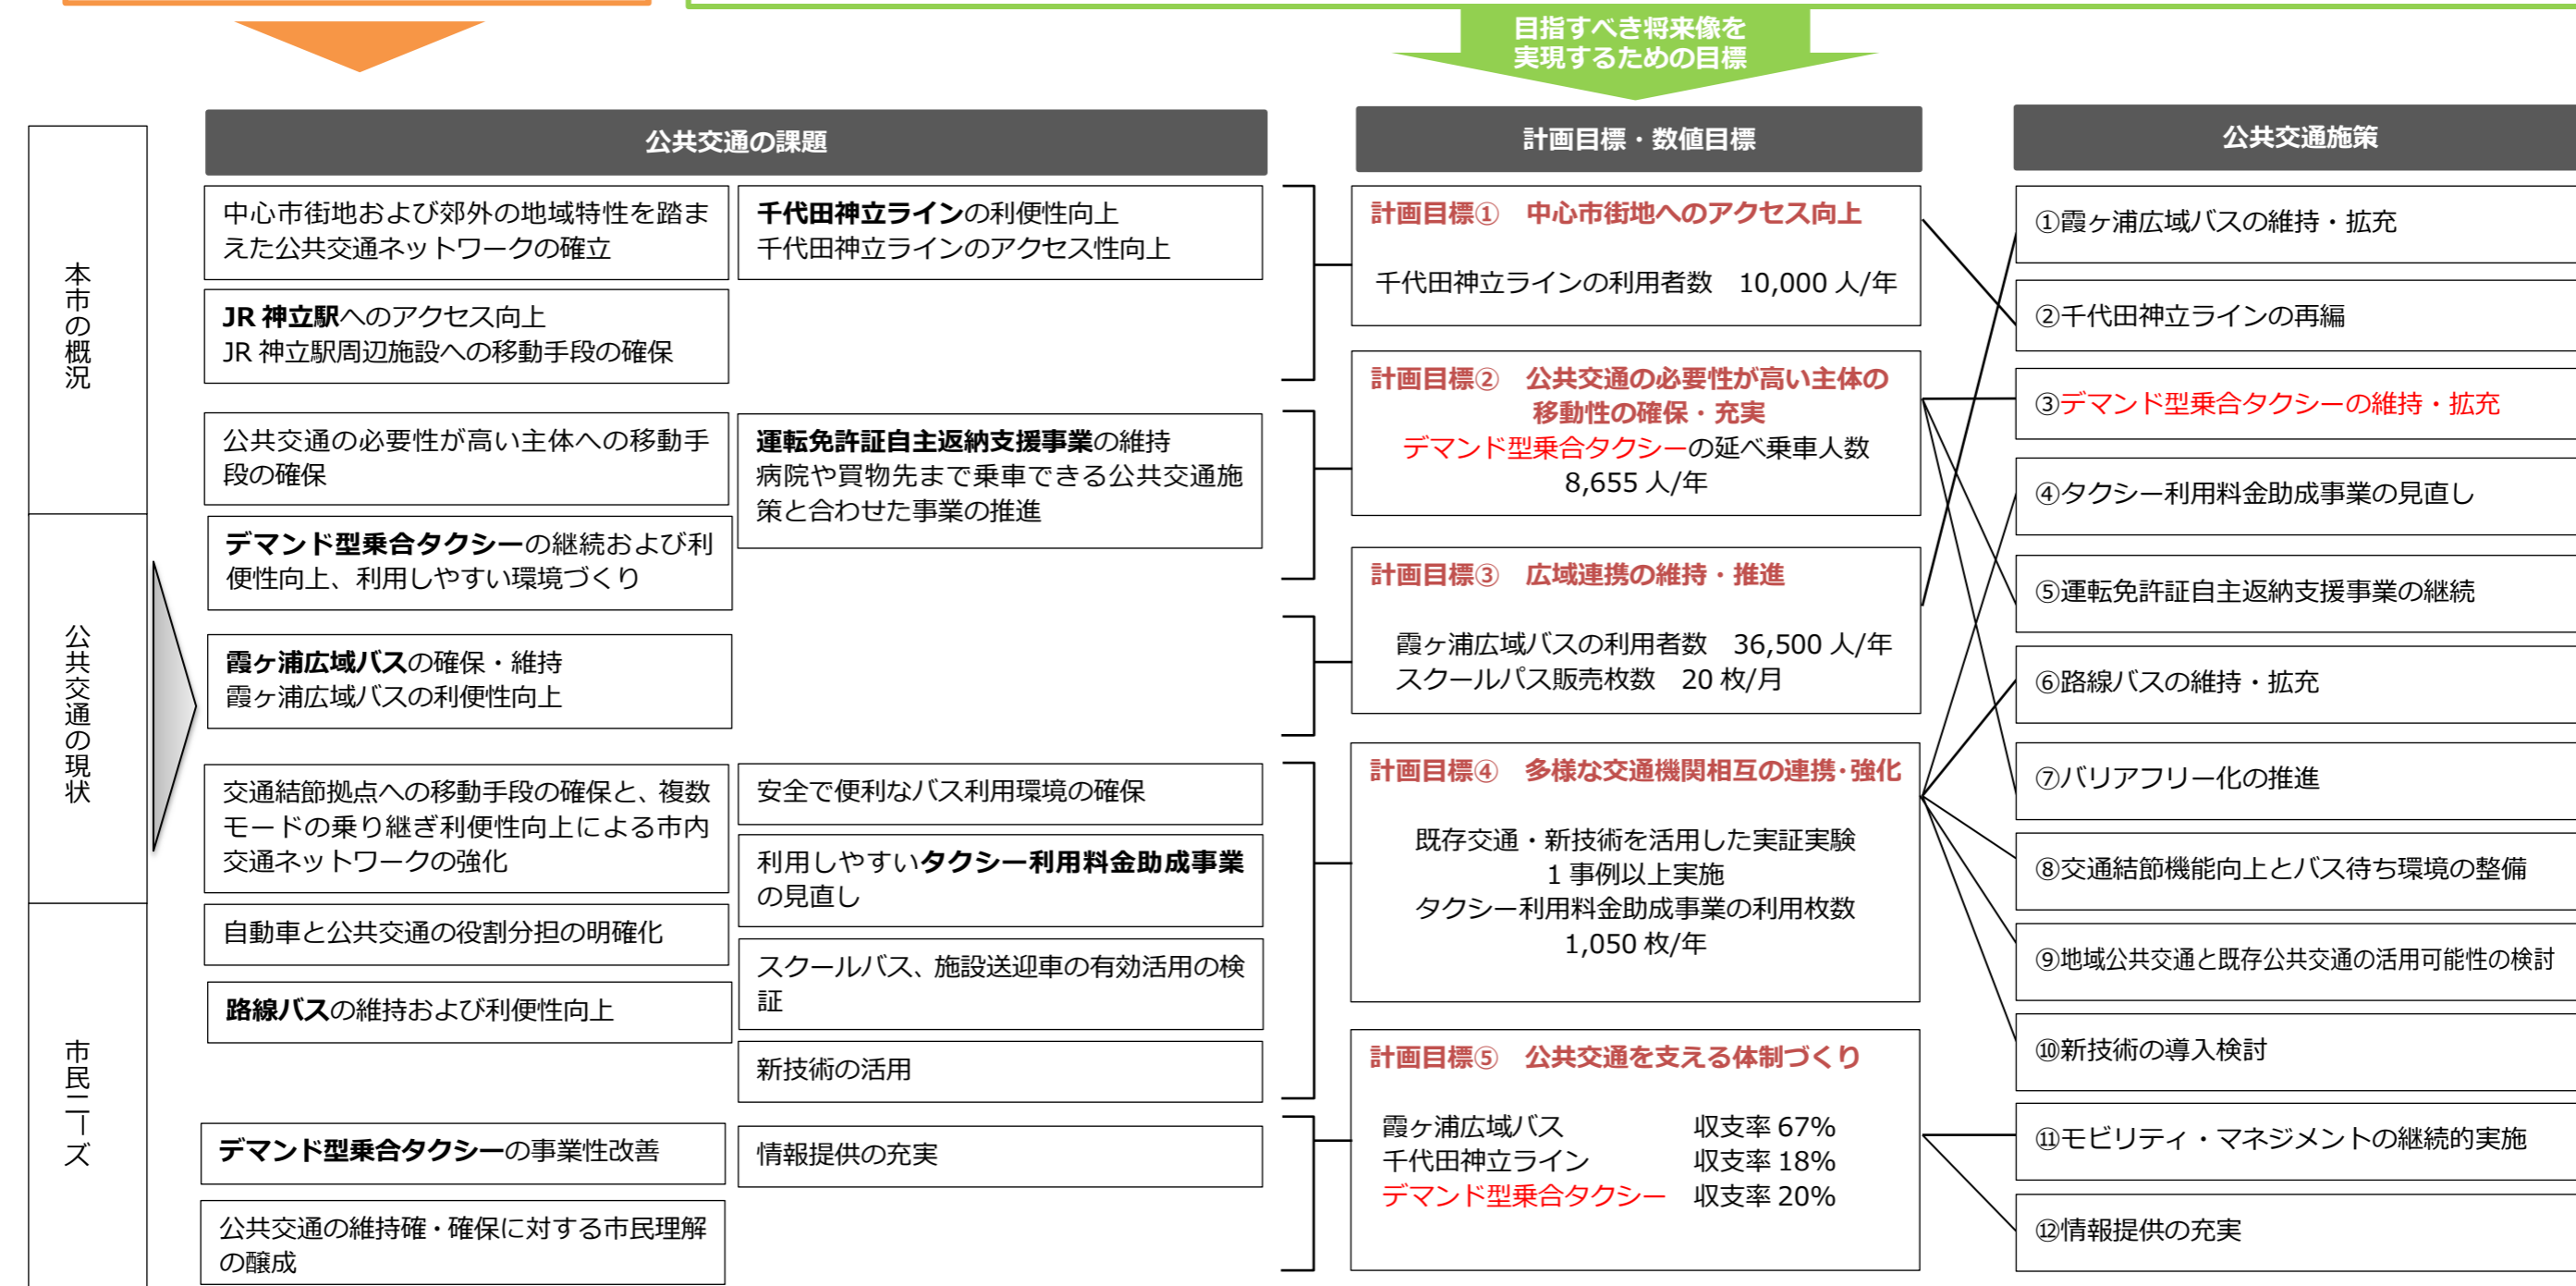 目指すべき将来像を
実現するための目標
本市の概況
公共交通の現状
市民ニーズ
公共交通の課題
中心市街地および郊外の地域特性を踏ま
えた公共交通ネットワークの確立
千代田神立ラインの利便性向上
千代田神立ラインのアクセス性向上
JR 神立駅へのアクセス向上
JR 神立駅周辺施設への移動手段の確保
公共交通の必要性が高い主体への移動手
段の確保
運転免許証自主返納支援事業の維持
病院や買物先まで乗車できる公共交通施
策と合わせた事業の推進
デマンド型乗合タクシーの継続および利
便性向上、利用しやすい環境づくり
霞ヶ浦広域バスの確保・維持
霞ヶ浦広域バスの利便性向上
交通結節拠点への移動手段の確保と、複数
モードの乗り継ぎ利便性向上による市内
交通ネットワークの強化
安全で便利なバス利用環境の確保
利用しやすいタクシー利用料金助成事業
の見直し
自動車と公共交通の役割分担の明確化
スクールバス、施設送迎車の有効活用の検
証
路線バスの維持および利便性向上
新技術の活用
デマンド型乗合タクシーの事業性改善
情報提供の充実
公共交通の維持確・確保に対する市民理解
の醸成
計画目標・数値目標
計画目標① 中心市街地へのアクセス向上
千代田神立ラインの利用者数 10,000 人/年
計画目標② 公共交通の必要性が高い主体の
移動性の確保・充実
デマンド型乗合タクシーの延べ乗車人数
8,655 人/年
計画目標③ 広域連携の維持・推進
霞ヶ浦広域バスの利用者数 36,500 人/年
スクールパス販売枚数 20 枚/月
計画目標④ 多様な交通機関相互の連携・強化
既存交通・新技術を活用した実証実験
1 事例以上実施
タクシー利用料金助成事業の利用枚数
1,050 枚/年
計画目標⑤ 公共交通を支える体制づくり
霞ヶ浦広域バス 収支率 67%
千代田神立ライン 収支率 18%
デマンド型乗合タクシー 収支率 20%
公共交通施策
①霞ヶ浦広域バスの維持・拡充
②千代田神立ラインの再編
③デマンド型乗合タクシーの維持・拡充
④タクシー利用料金助成事業の見直し
⑤運転免許証自主返納支援事業の継続
⑥路線バスの維持・拡充
⑦バリアフリー化の推進
⑧交通結節機能向上とバス待ち環境の整備
⑨地域公共交通と既存公共交通の活用可能性の検討
⑩新技術の導入検討
⑪モビリティ・マネジメントの継続的実施
⑫情報提供の充実